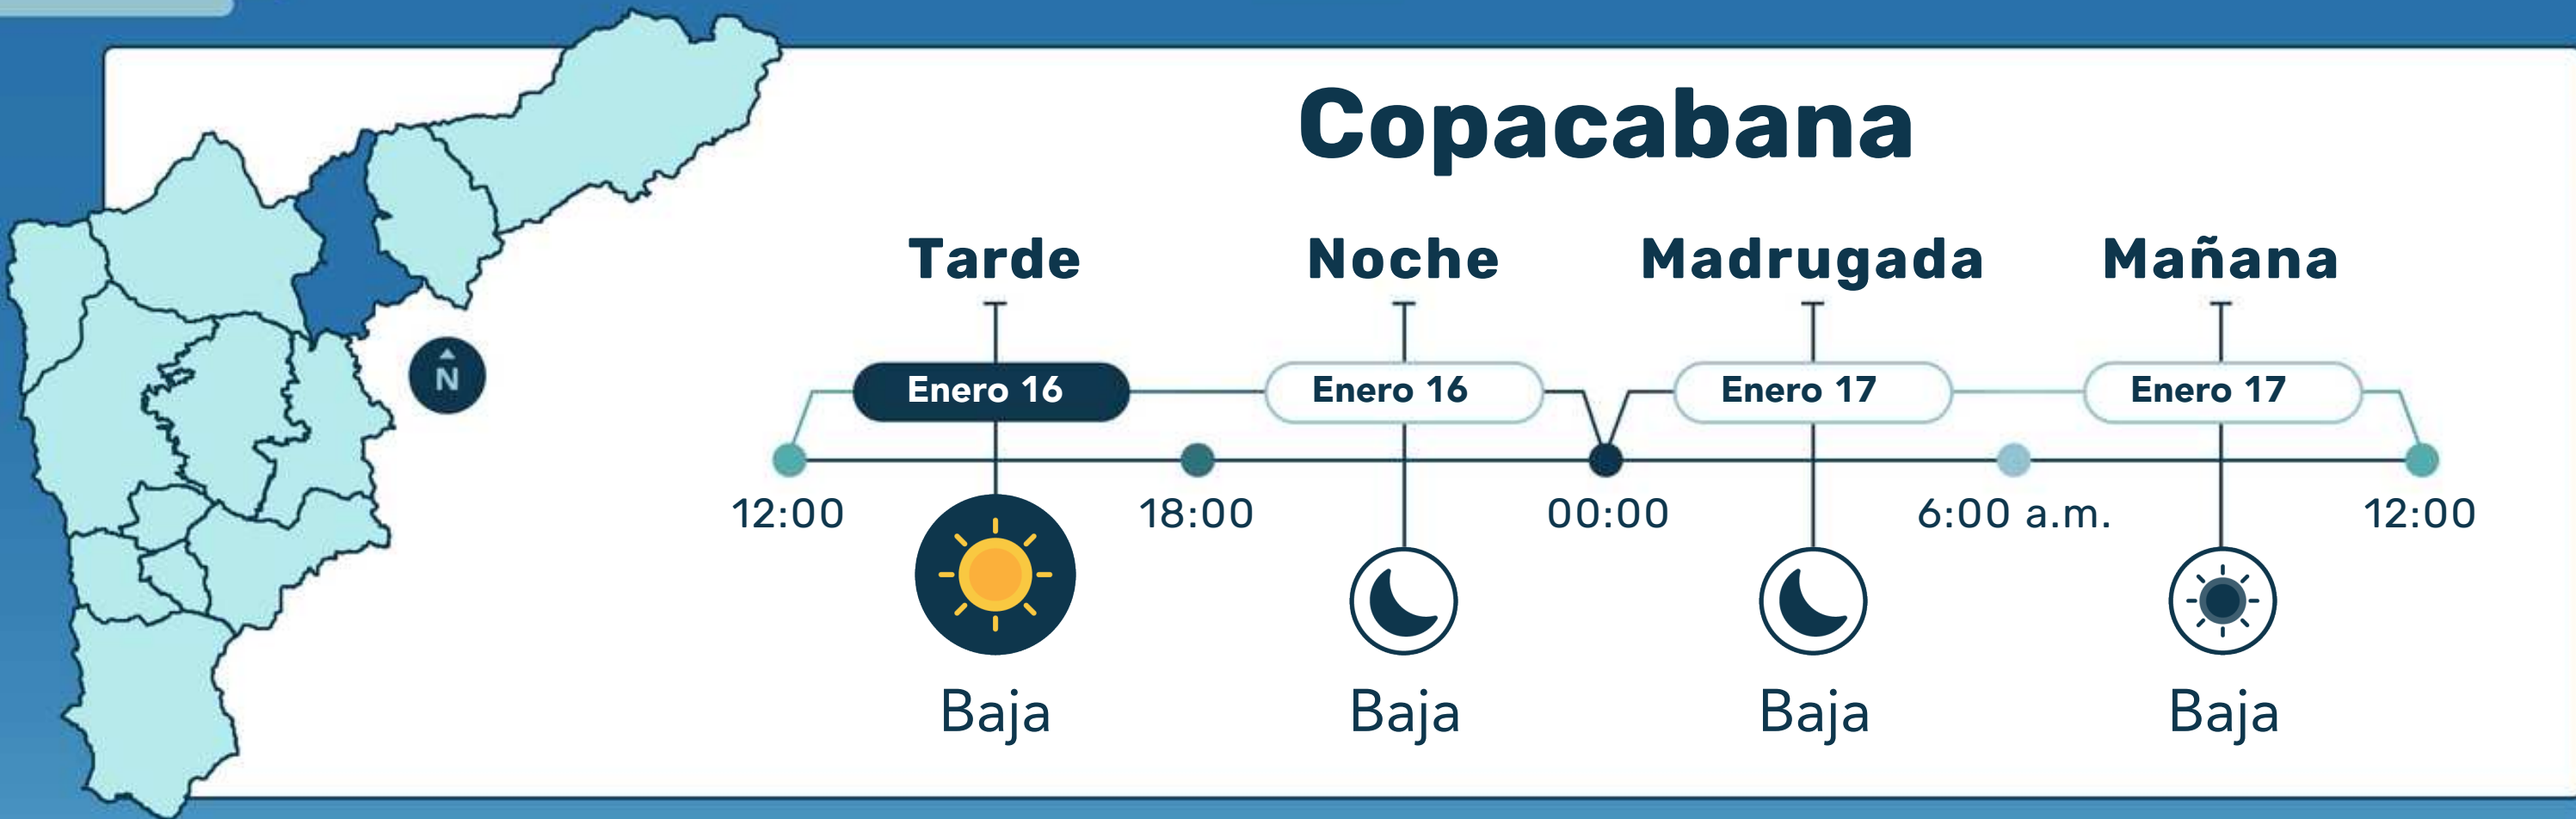 Copacabana
Tarde
Noche
Madrugada
Mañana
N
Enero 16
Enero 16
Enero 17
Enero 17
12:00
18:00
00:00
6:00 a.m.
12:00
Baja
Baja
Baja
Baja